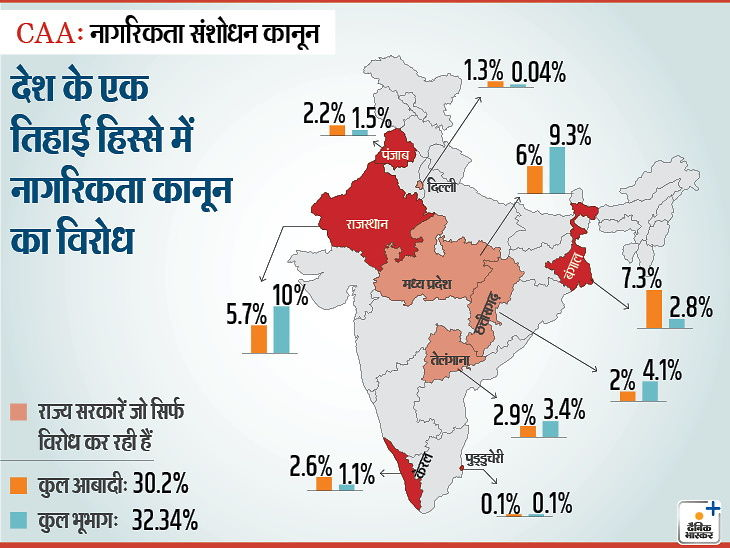 CAA: नागरिकता संशोधन कानून
देश के एक
तिहाई हिस्से में
नागरिकता कानून
का विरोध
1.3% 0.04%
2.2% 1.5%
पंजाब
दिल्ली
6% 9.3%
राजस्थान
मध्य प्रदेश
बंगाल
5.7% 10%
7.3% 2.8%
छत्तीसगढ़
तेलंगाना
2% 4.1%
2.9% 3.4%
राज्य सरकारें जो सिर्फ
विरोध कर रही हैं
2.6% 1.1%
केरल
पुड्डुचेरी
0.1% 0.1%
कुल आबादी: 30.2%
कुल भूभाग: 32.34%
दैनिक
भास्कर
+